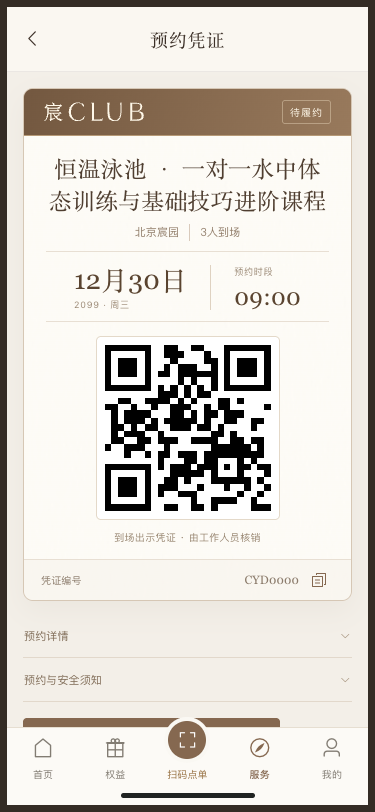 预约凭证
宸CLUB
待履约
恒温泳池 · 一对一水中体
态训练与基础技巧进阶课程
北京宸园 3人到场
12月30日
2099 · 周三
预约时段
09:00
到场出示凭证 · 由工作人员核销
凭证编号
CYD0000
预约详情
预约与安全须知
首页
权益
扫码点单
服务
我的